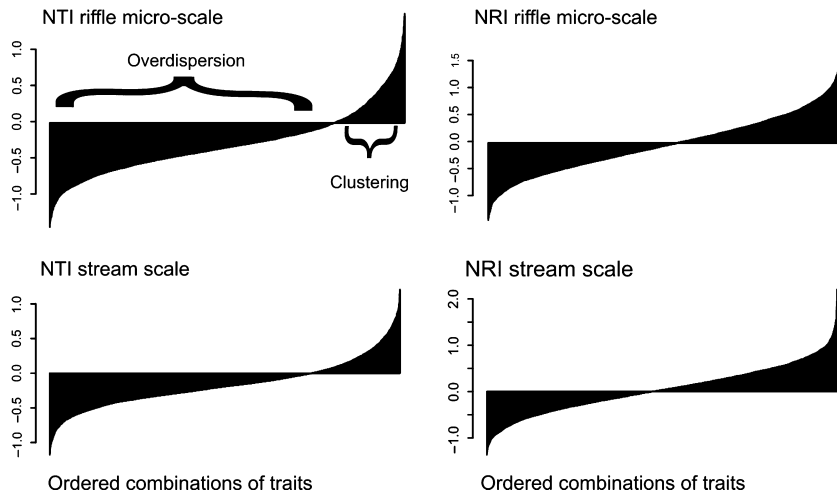 NTI riffle micro-scale
1.0
0.5
0.0
−0.5
−1.0
Overdispersion
Clustering
NRI riffle micro-scale
1.5
1.0
0.5
0.0
−0.5
−1.0
NTI stream scale
1.0
0.5
0.0
−0.5
−1.0
Ordered combinations of traits
NRI stream scale
2.0
1.0
0.0
−1.0
Ordered combinations of traits